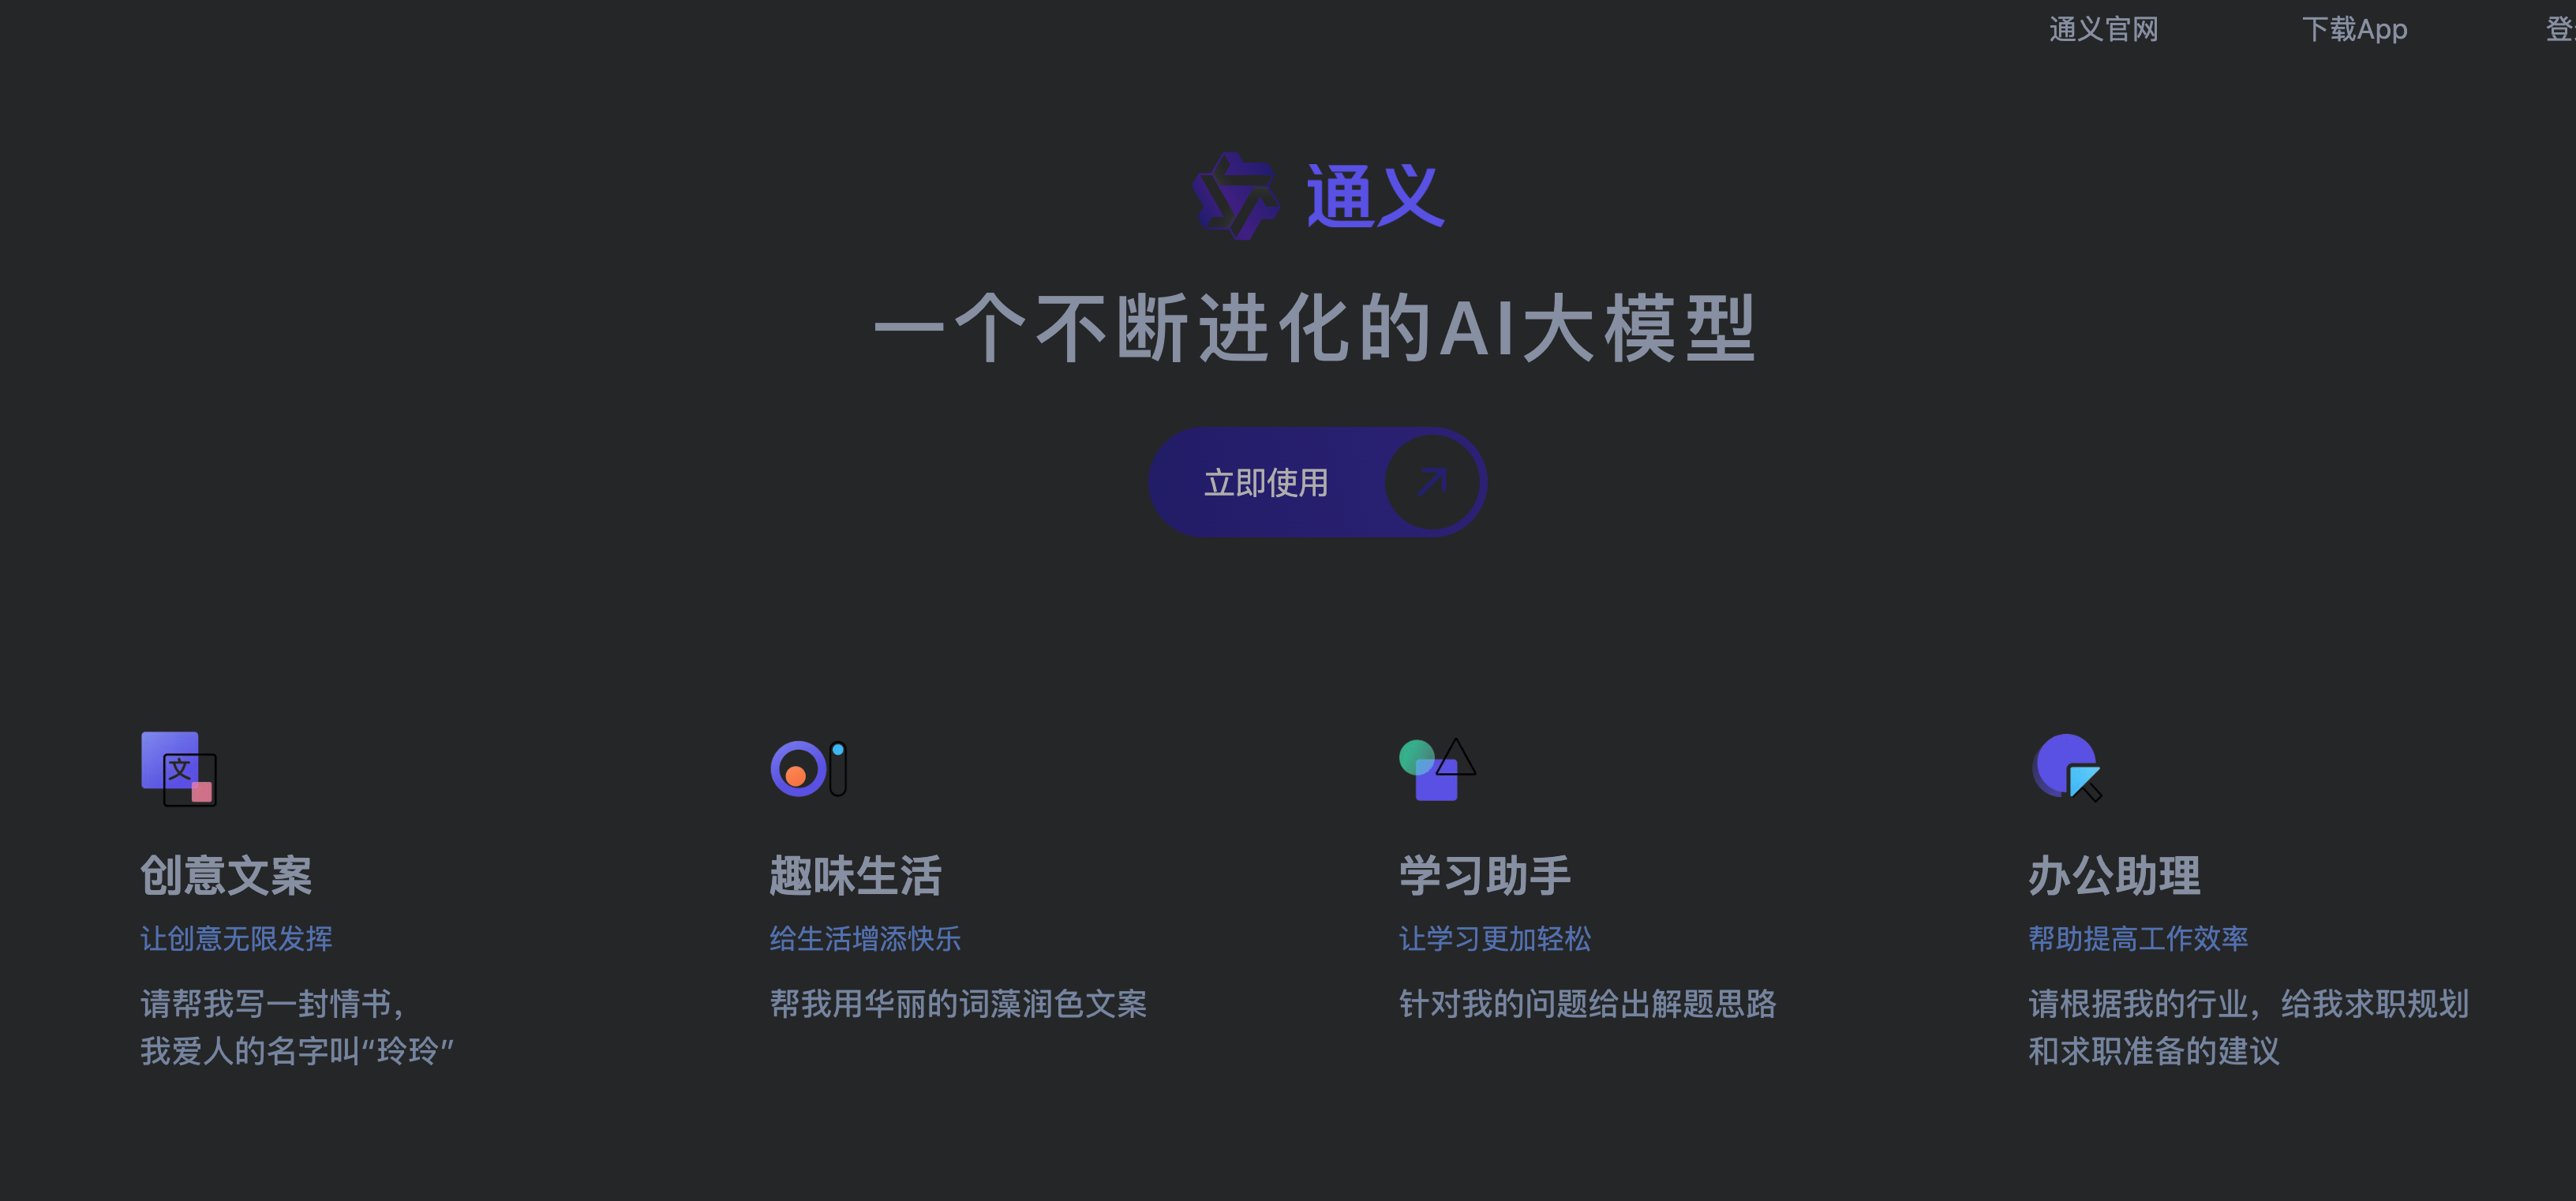 通义官网 下载App 登
通义
一个不断进化的AI大模型
立即使用
文
创意文案
让创意无限发挥
请帮我写一封情书，
我爱人的名字叫“玲玲”
趣味生活
给生活增添快乐
帮我用华丽的词藻润色文案
学习助手
让学习更加轻松
针对我的问题给出解题思路
办公助理
帮助提高工作效率
请根据我的行业，给我求职规划
和求职准备的建议